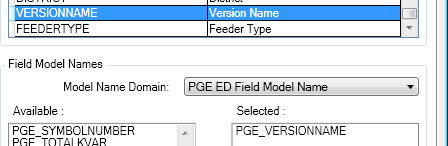 DISTRICT District
VERSIONNAME Version Name
FEEDERTYPE Feeder Type
Field Model Names
Model Name Domain: PGE ED Field Model Name
Available : Selected :
PGE_SYMBOLNUMBER PGE_VERSIONNAME
PGE_TOTALKVAR